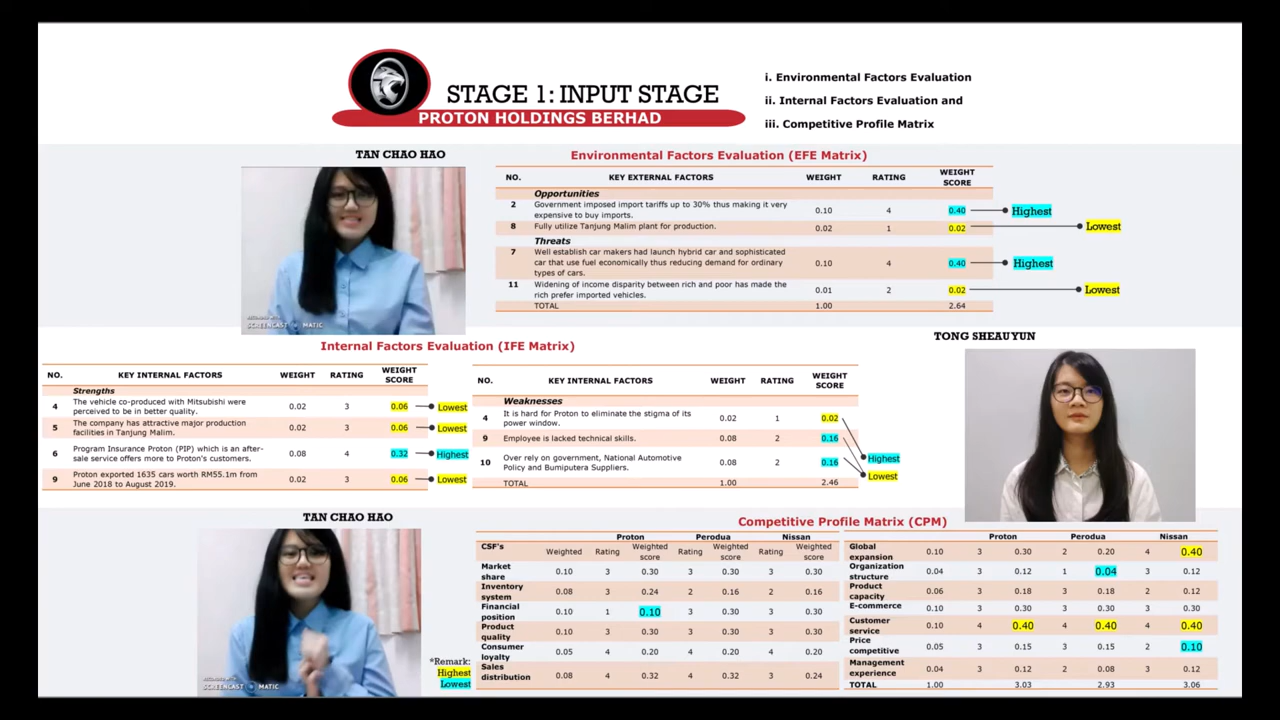 STAGE 1: INPUT STAGE
PROTON HOLDINGS BERHAD
i. Environmental Factors Evaluation
ii. Internal Factors Evaluation and
iii. Competitive Profile Matrix
TAN CHAO HAO
SCREENCAST MATIC
Environmental Factors Evaluation (EFE Matrix)
NO. KEY EXTERNAL FACTORS WEIGHT RATING WEIGHT SCORE
Opportunities
2 Government imposed import tariffs up to 30% thus making it very
expensive to buy imports. 0.10 4 0.40 Highest
8 Fully utilize Tanjung Malim plant for production. 0.02 1 0.02 Lowest
Threats
7 Well establish car makers had launch hybrid car and sophisticated
car that use fuel economically thus reducing demand for ordinary 0.10 4 0.40 Highest
types of cars.
11 Widening of income disparity between rich and poor has made the
rich prefer imported vehicles. 0.01 2 0.02 Lowest
TOTAL 1.00 2.64
TONG SHEAUYUN
Internal Factors Evaluation (IFE Matrix)
NO. KEY INTERNAL FACTORS WEIGHT RATING WEIGHT SCORE
Strengths
4 The vehicle co-produced with Mitsubishi were
perceived to be in better quality. 0.02 3 0.06 Lowest
5 The company has attractive major production
facilities in Tanjung Malim. 0.02 3 0.06 Lowest
6 Program Insurance Proton (PIP) which is an after-
sale service offers more to Proton's customers. 0.08 4 0.32 Highest
9 Proton exported 1635 cars worth RM55.1m from
June 2018 to August 2019. 0.02 3 0.06 Lowest
NO. KEY INTERNAL FACTORS WEIGHT RATING WEIGHT SCORE
Weaknesses
4 It is hard for Proton to eliminate the stigma of its
power window. 0.02 1 0.02
9 Employee is lacked technical skills. 0.08 2 0.16
10 Over rely on government, National Automotive
Policy and Bumiputera Suppliers. 0.08 2 0.16
Highest
Lowest
TOTAL 1.00 2.46
TAN CHAO HAO
SCREENCAST MATIC
*Remark:
Highest
Lowest
Competitive Profile Matrix (CPM)
Proton Perodua Nissan
CSF's Weighted Rating Weighted score Rating Weighted score Rating Weighted score
Market share 0.10 3 0.30 3 0.30 3 0.30
Inventory system 0.08 3 0.24 2 0.16 2 0.16
Financial position 0.10 1 0.10 3 0.30 3 0.30
Product quality 0.10 3 0.30 3 0.30 3 0.30
Consumer loyalty 0.05 4 0.20 4 0.20 4 0.20
Sales distribution 0.08 4 0.32 4 0.32 3 0.24
Proton Perodua Nissan
Global expansion 0.10 3 0.30 2 0.20 4 0.40
Organization structure 0.04 3 0.12 1 0.04 3 0.12
Product capacity 0.06 3 0.18 3 0.18 2 0.12
E-commerce 0.10 3 0.30 3 0.30 3 0.30
Customer service 0.10 4 0.40 4 0.40 4 0.40
Price competitive 0.05 3 0.15 3 0.15 2 0.10
Management experience 0.04 3 0.12 2 0.08 3 0.12
TOTAL 1.00 3.03 2.93 3.06